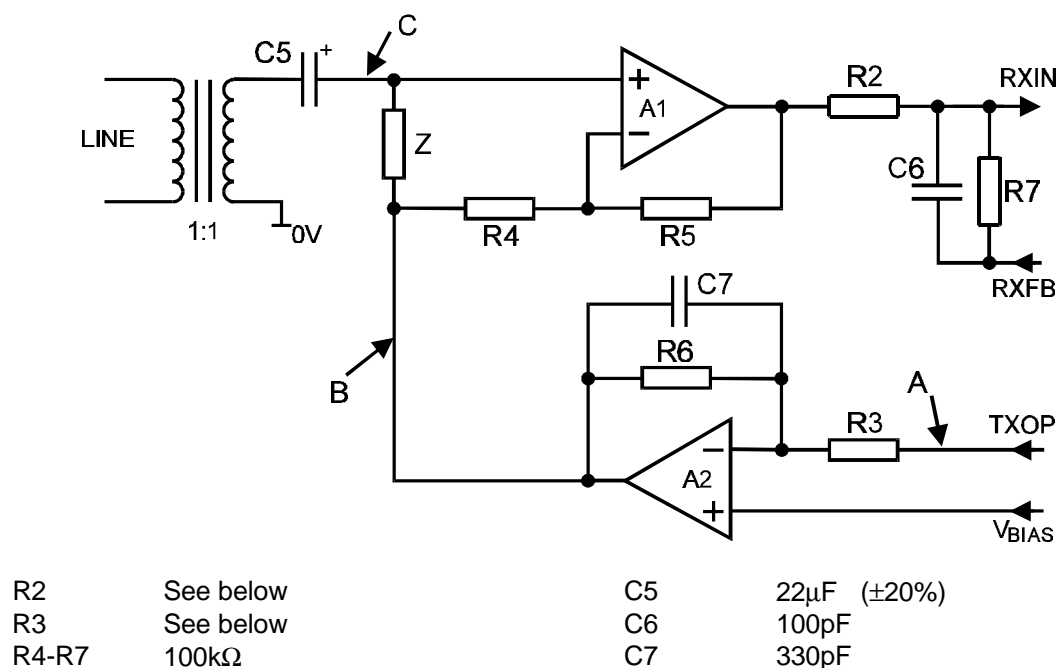 C
C5
+
R2
RXIN
+
A1
−
LINE
Z
C6
R7
R4
R5
1:1
0V
RXFB
C7
R6
B
A
R3
TXOP
−
A2
+
VBIAS
R2 See below C5 22μF (±20%)
R3 See below C6 100pF
R4-R7 100kΩ C7 330pF